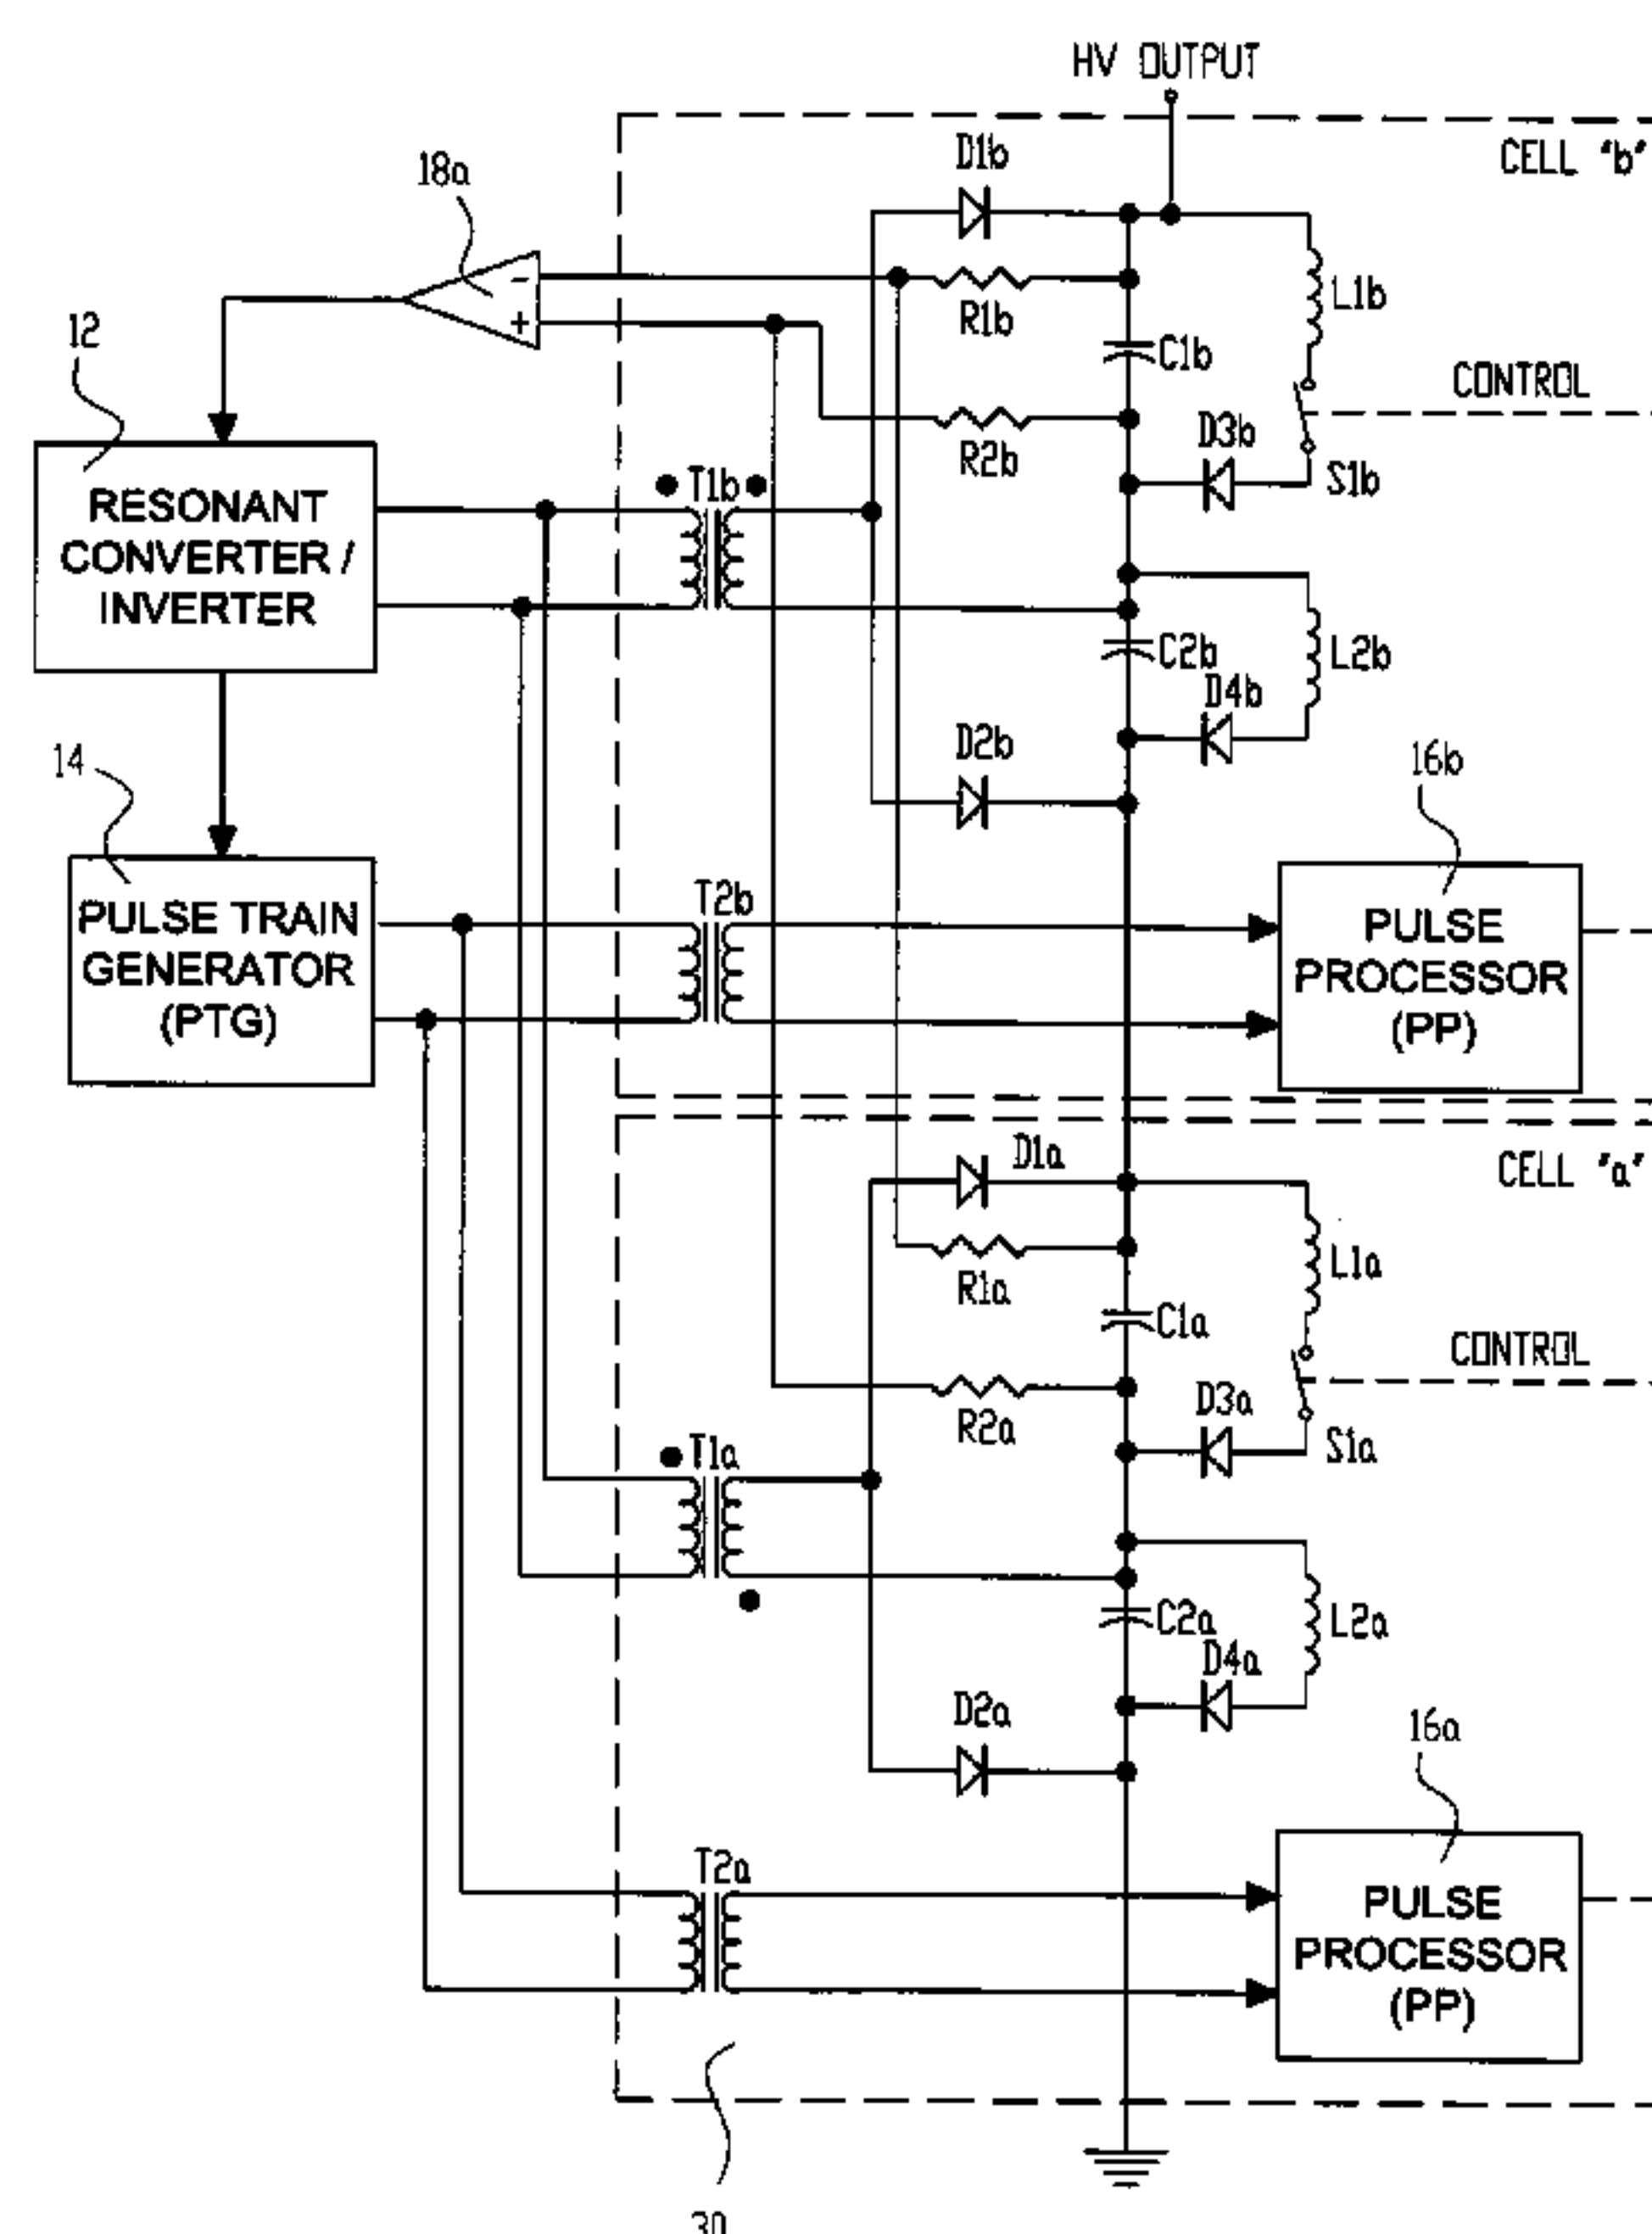 HV OUTPUT
CELL "b"
D1b
18a
-
+
R1b
L1b
C1b
12
CONTROL
D3b
R2b
S1b
T1b
RESONANT
CONVERTER /
INVERTER
C2b
L2b
D4b
D2b
14
16b
T2b
PULSE TRAIN
GENERATOR
(PTG)
PULSE
PROCESSOR
(PP)
D1a
CELL "a"
R1a
L1a
C1a
CONTROL
D3a
R2a
S1a
T1a
C2a
L2a
D4a
D2a
16a
T2a
PULSE
PROCESSOR
(PP)
30